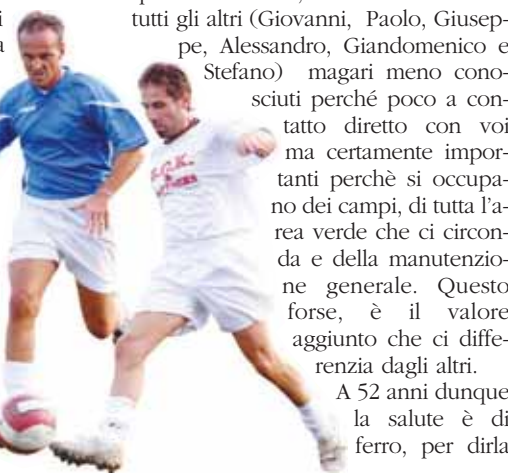 tutti gli altri (Giovanni, Paolo, Giusep-
pe, Alessandro, Giandomenico e
Stefano) magari meno cono-
sciuti perché poco a con-
tatto diretto con voi
ma certamente impor-
tanti perchè si occupa-
no dei campi, di tutta l'a-
rea verde che ci circon-
da e della manutenzio-
ne generale. Questo
forse, è il valore
aggiunto che ci diffe-
renzia dagli altri.
A 52 anni dunque
la salute è di
ferro, per dirla